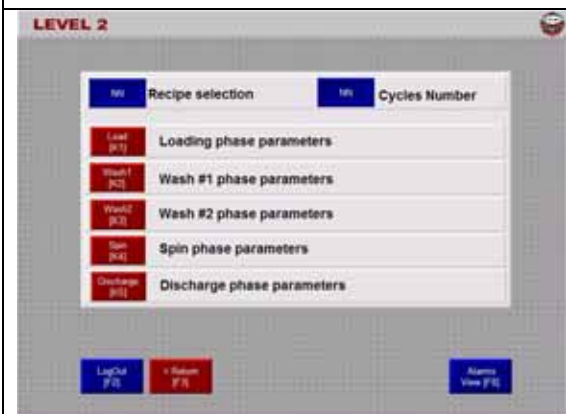 LEVEL 2
NN Recipe selection NN Cycles Number
Load
[K1]
Loading phase parameters
Wash1
[K2]
Wash #1 phase parameters
Wash2
[K3]
Wash #2 phase parameters
Spin
[K4]
Spin phase parameters
Discharge
[K5]
Discharge phase parameters
LogOut
[F2]
< Return
[F3]
Alarms
View [F8]